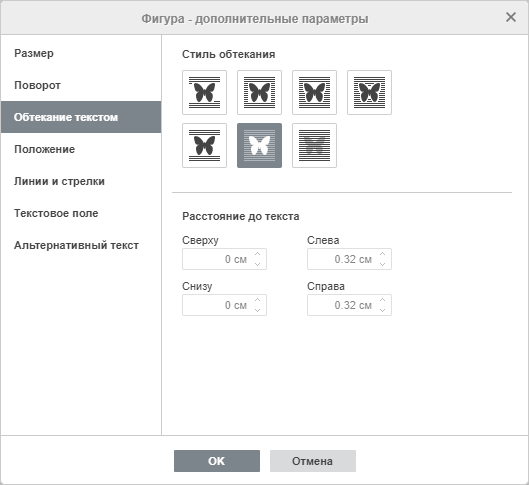 Фигура - дополнительные параметры
Размер
Поворот
Обтекание текстом
Положение
Линии и стрелки
Текстовое поле
Альтернативный текст
Стиль обтекания
Расстояние до текста
Сверху Слева
0 см 0.32 см
Снизу Справа
0 см 0.32 см
OK Отмена